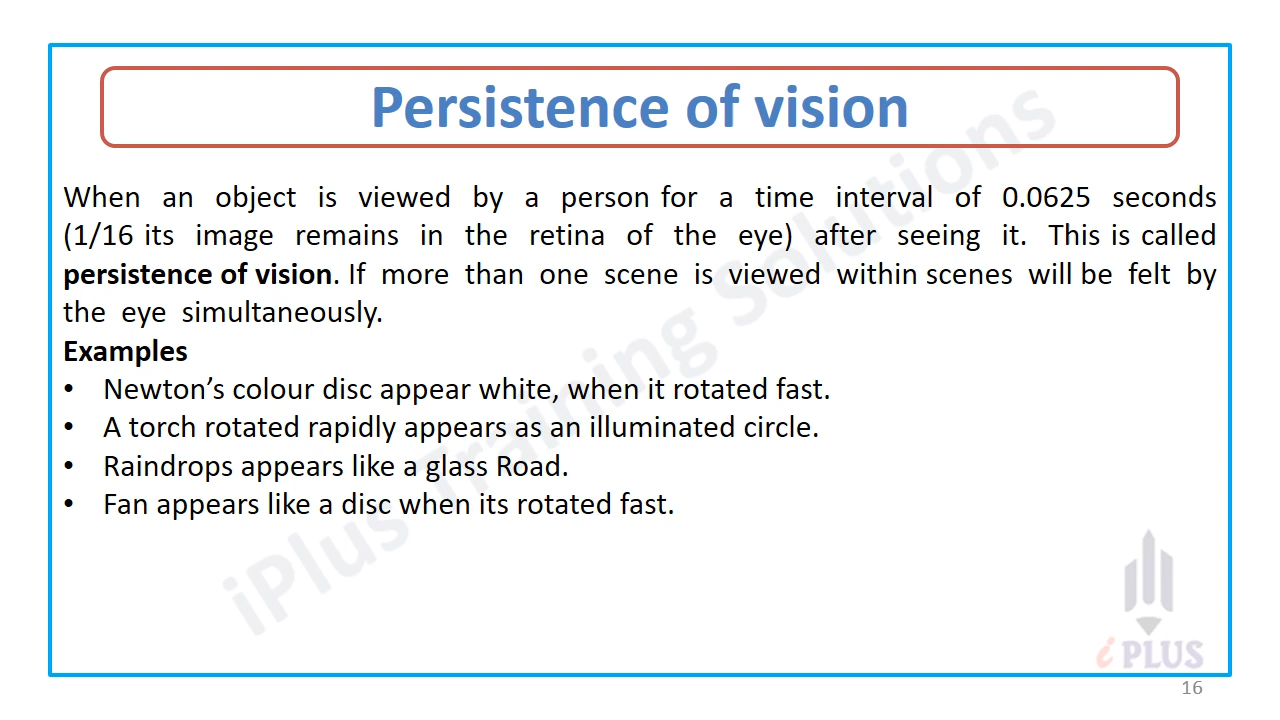 Persistence of vision
When an object is viewed by a person for a time interval of 0.0625 seconds
(1/16 its image remains in the retina of the eye) after seeing it. This is called
persistence of vision. If more than one scene is viewed within scenes will be felt by
the eye simultaneously.
Examples
• Newton’s colour disc appear white, when it rotated fast.
• A torch rotated rapidly appears as an illuminated circle.
• Raindrops appears like a glass Road.
• Fan appears like a disc when its rotated fast.
iPlus Training Solutions
i PLUS
16